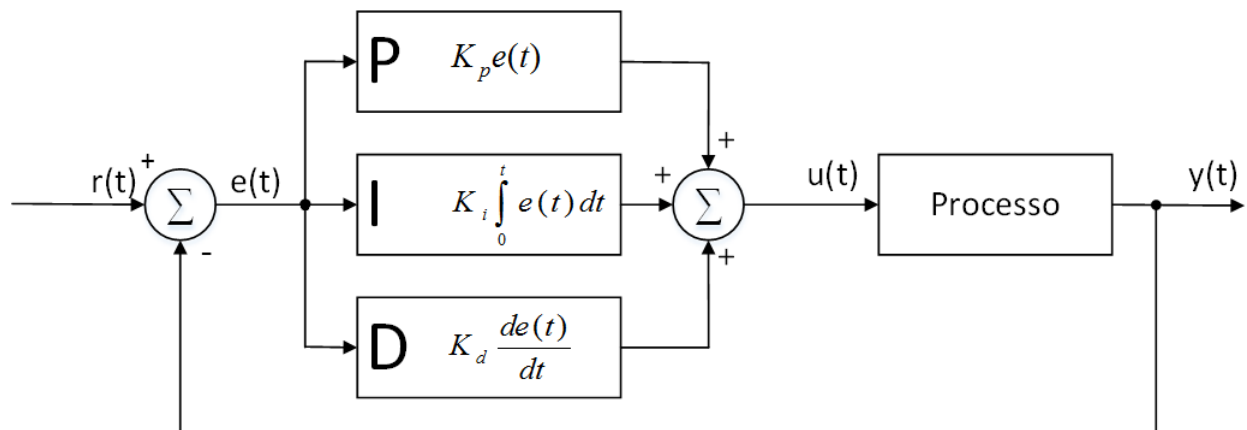 P K_p e(t)
+
r(t) + Σ e(t) I K_i ∫_0^t e(t) dt + Σ u(t) Processo y(t)
-
+
D K_d de(t)/dt